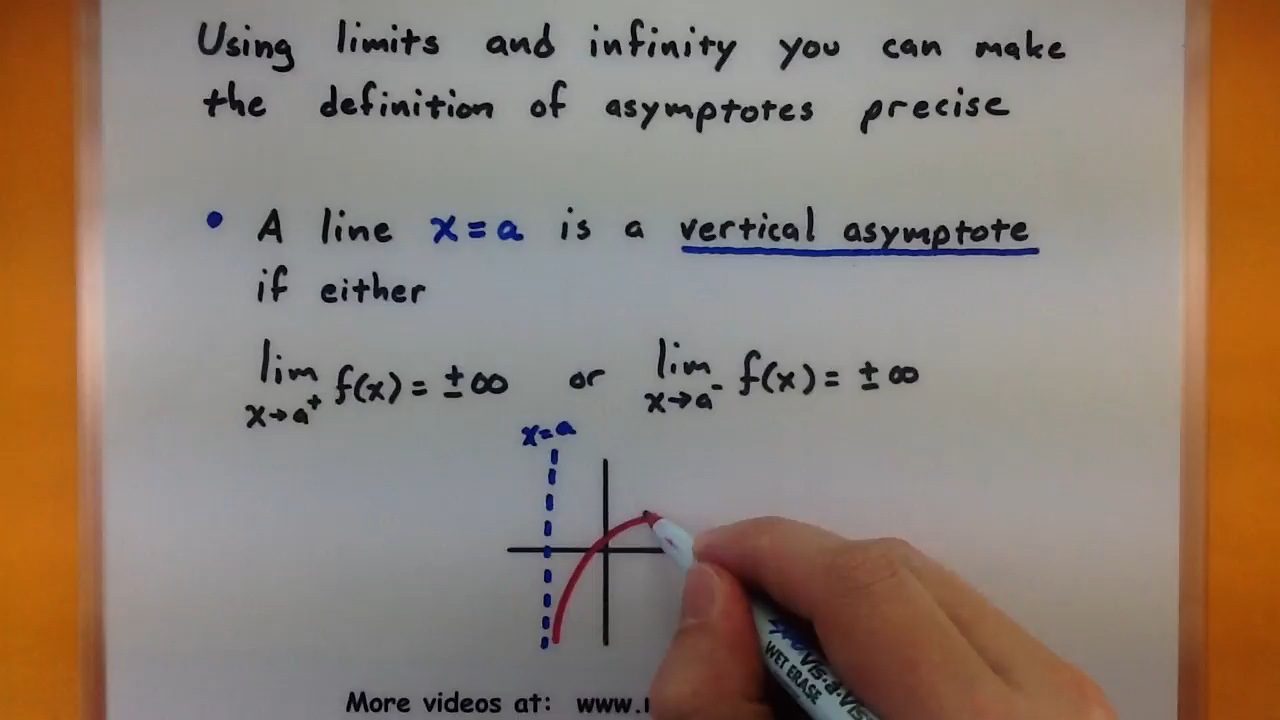 Using limits and infinity you can make
the definition of asymptotes precise
• A line x=a is a vertical asymptote
if either
lim x→a⁺ f(x) = ±∞ or lim x→a⁻ f(x) = ±∞
x=a
VIS-à-VIS
WET ERASE
More videos at: www.